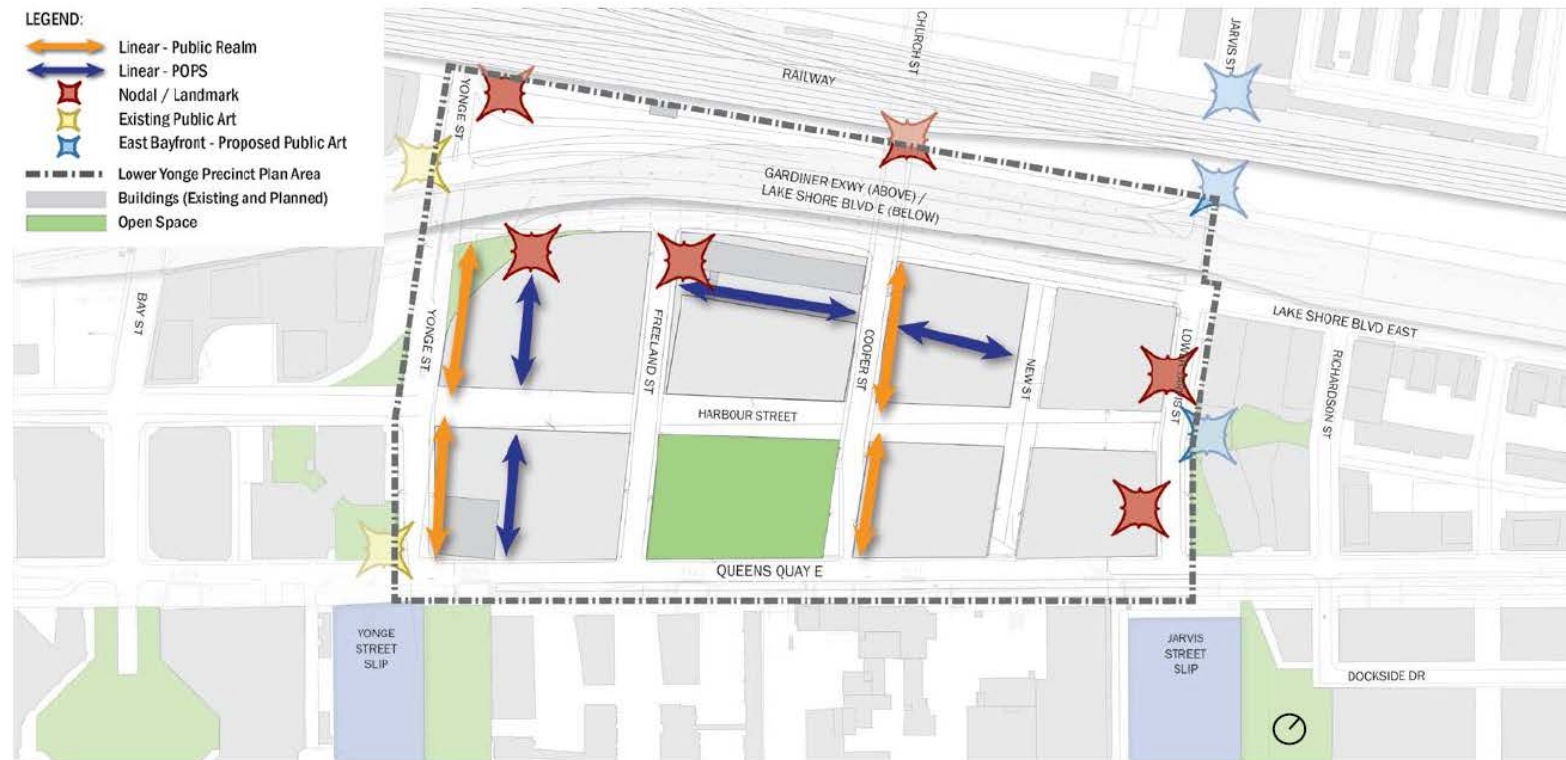 LEGEND:
Linear - Public Realm
Linear - POPS
Nodal / Landmark
Existing Public Art
East Bayfront - Proposed Public Art
Lower Yonge Precinct Plan Area
Buildings (Existing and Planned)
Open Space
YONGE ST
RAILWAY
CHURCH ST
JARVIS ST
GARDINER EXWY (ABOVE) /
LAKE SHORE BLVD E (BELOW)
BAY ST
YONGE ST
FREELAND ST
COOPER ST
NEW ST
LOWER JARVIS ST
LAKE SHORE BLVD EAST
RICHARDSON ST
HARBOUR STREET
QUEENS QUAY E
YONGE
STREET
SLIP
JARVIS
STREET
SLIP
DOCKSIDE DR